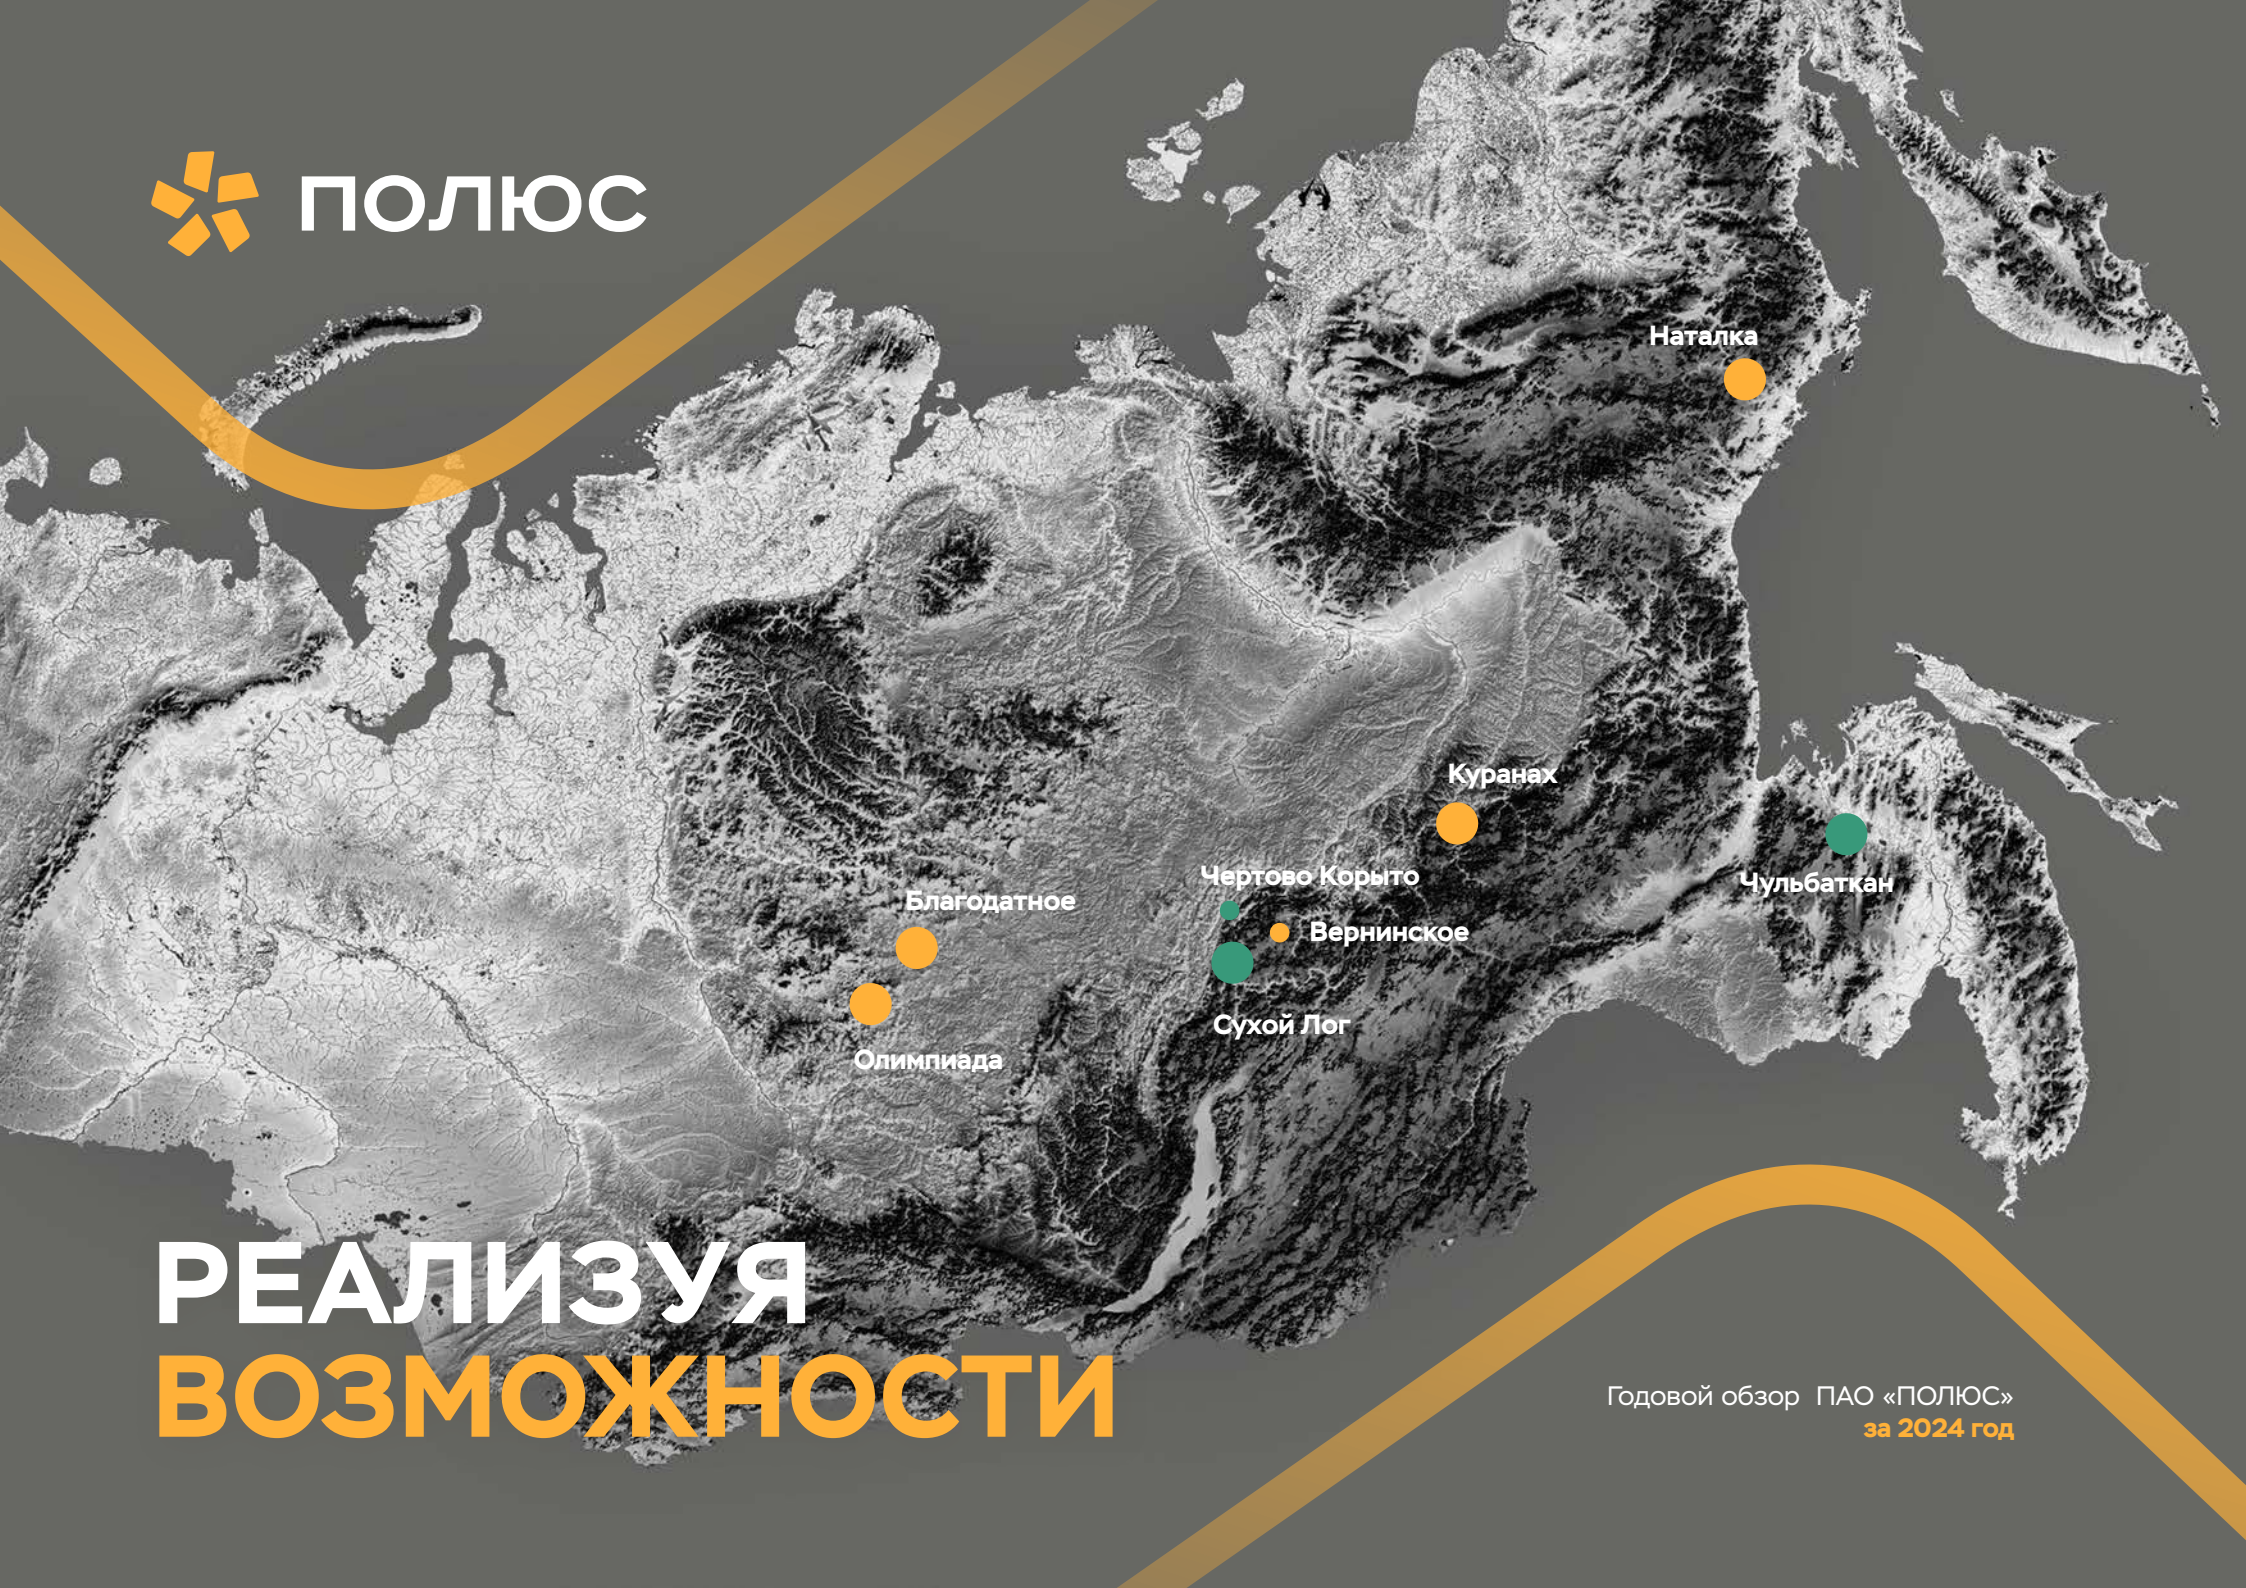 ПОЛЮС
Наталка
Куранах
Чертово Корыто
Чульбаткан
Благодатное
Вернинское
Сухой Лог
Олимпиада
РЕАЛИЗУЯ
ВОЗМОЖНОСТИ
Годовой обзор ПАО «ПОЛЮС»
за 2024 год